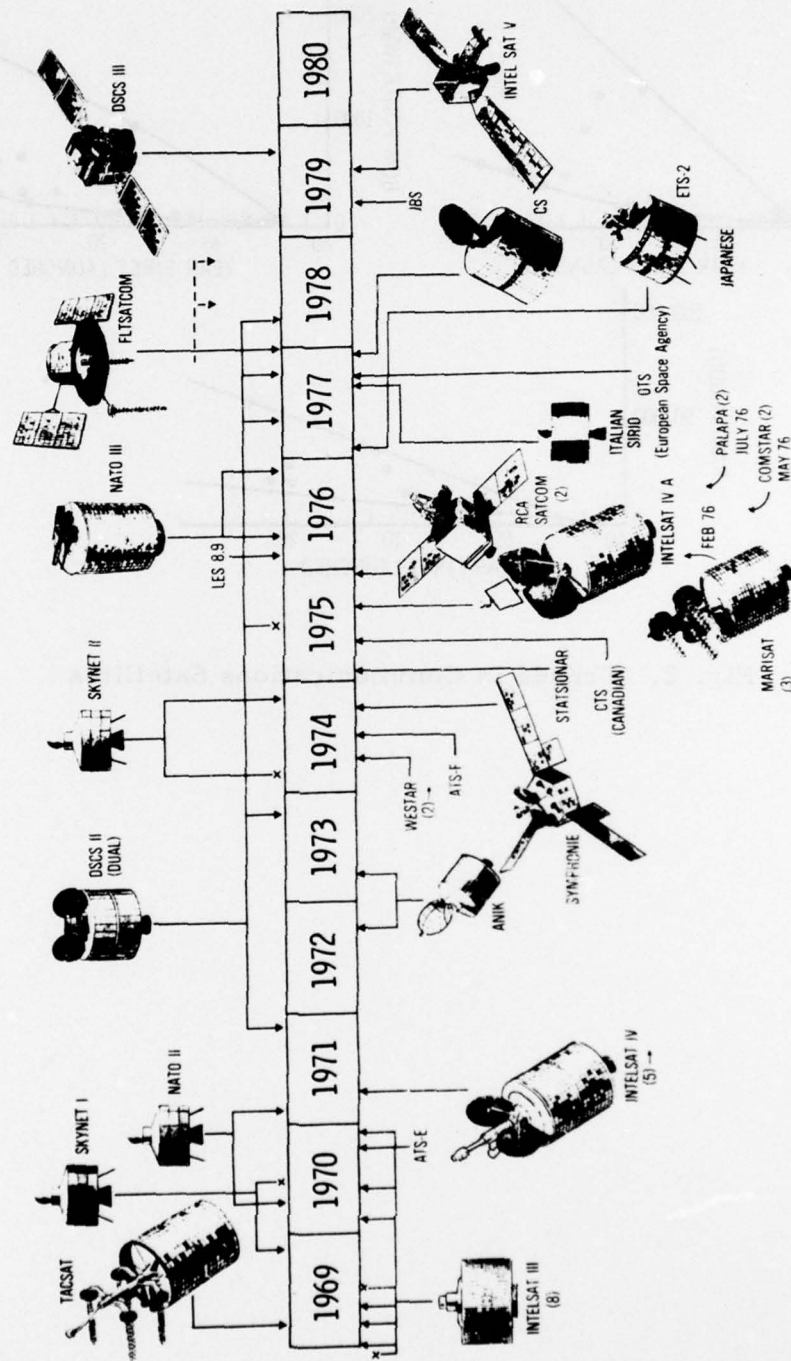 TACSAT
SKYNET I
NATO II
DSCS II
(DUAL)
SKYNET II
LES 8.9
NATO III
FLTSATCOM
DSCS III
1969
1970
1971
1972
1973
1974
1975
1976
1977
1978
1979
1980
INTELSAT III
(8)
ATS-E
INTELSAT IV
(5) →
ANIK
WESTAR
(2) →
ATS-F
SYMPHONIE
STATSIONAR
CTS
(CANADIAN)
MARISAT
(3)
FEB 76
INTELSAT IV A
RCA
SATCOM
(2)
COMSTAR (2)
MAY 76
PALAPA (2)
JULY 76
ITALIAN
SIRIO
OTS
(European Space Agency)
JAPANESE
ETS-2
CS
JBS
INTEL SAT V